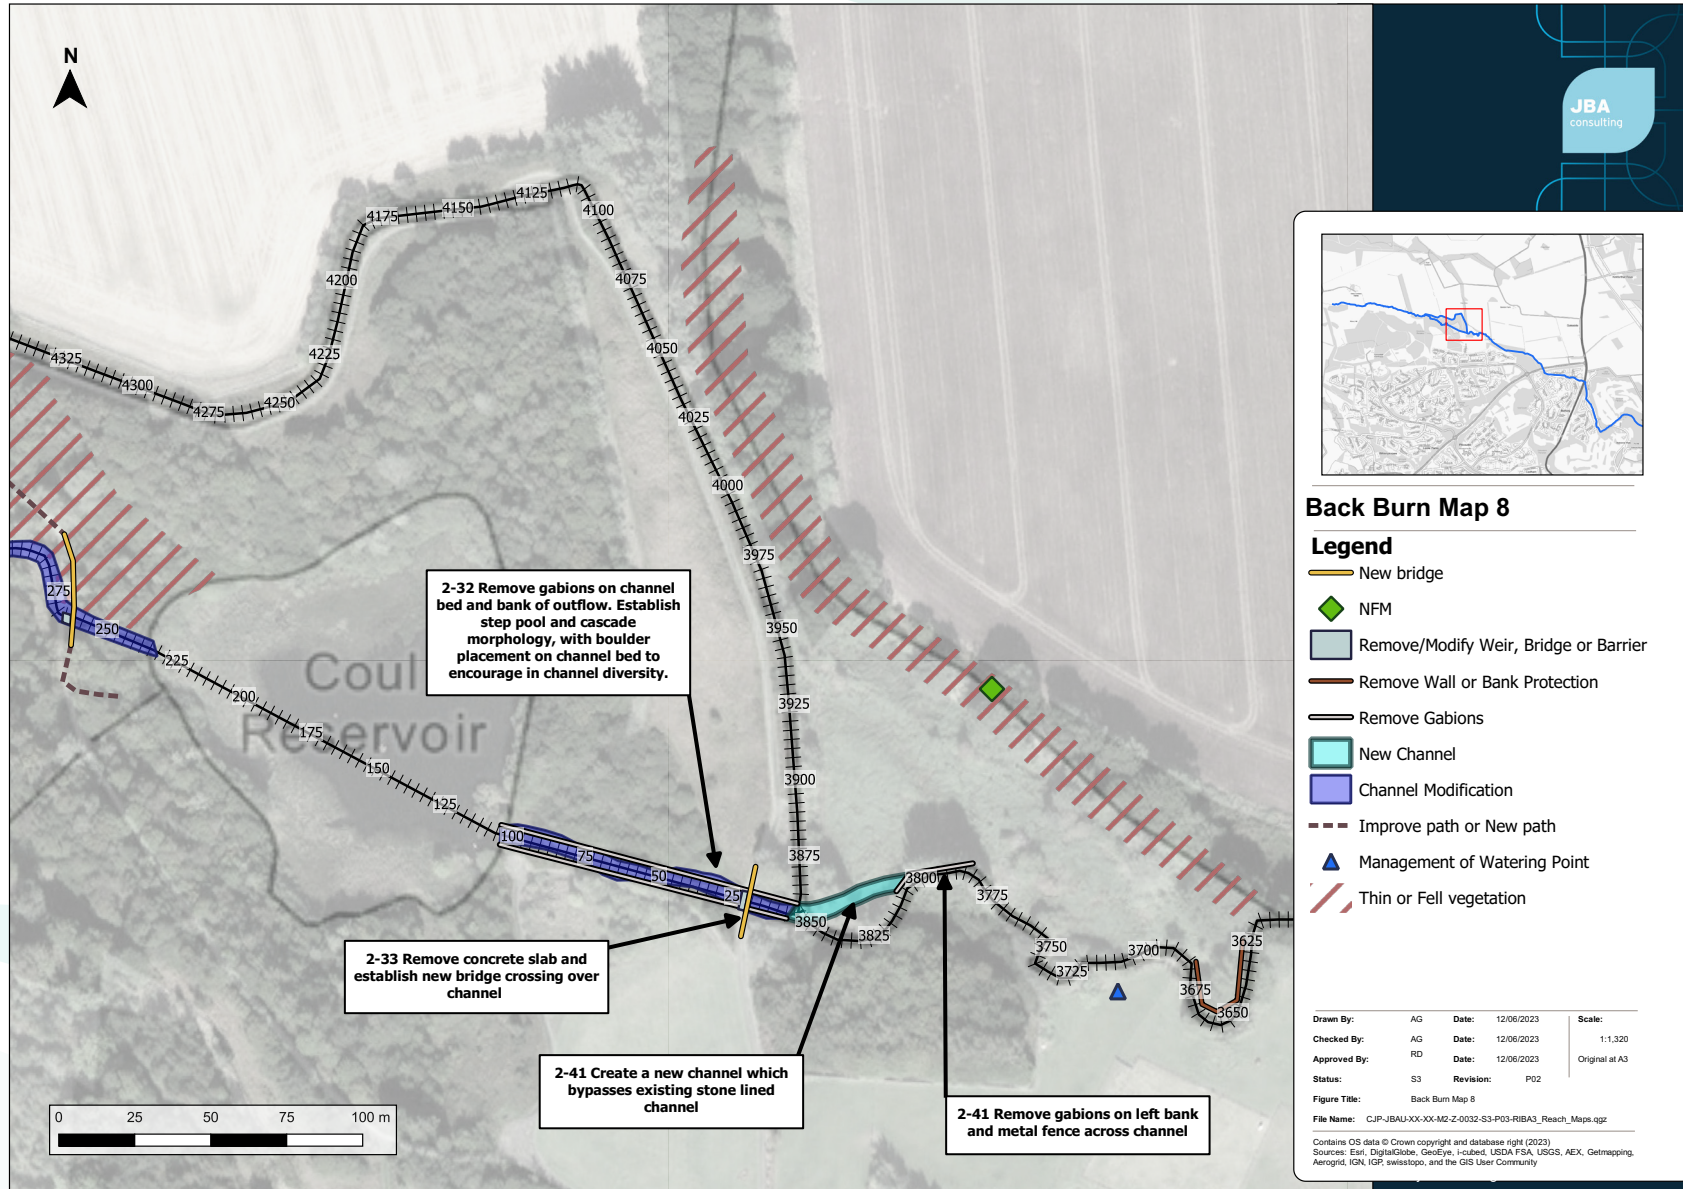 N
JBA
consulting
4175
4150
4125
4100
4200
4075
4225
4050
4325
4300
4275
4250
4025
4000
3975
275
250
225
200
175
150
125
100
75
50
25
3950
3925
3900
3875
3850
3825
3800
3775
3750
3725
3700
3675
3650
3625
Coul
Reservoir
2-32 Remove gabions on channel
bed and bank of outflow. Establish
step pool and cascade
morphology, with boulder
placement on channel bed to
encourage in channel diversity.
2-33 Remove concrete slab and
establish new bridge crossing over
channel
2-41 Create a new channel which
bypasses existing stone lined
channel
2-41 Remove gabions on left bank
and metal fence across channel
0 25 50 75 100 m
Back Burn Map 8
Legend
New bridge
NFM
Remove/Modify Weir, Bridge or Barrier
Remove Wall or Bank Protection
Remove Gabions
New Channel
Channel Modification
Improve path or New path
Management of Watering Point
Thin or Fell vegetation
Drawn By: AG Date: 12/06/2023 Scale:
Checked By: AG Date: 12/06/2023 1:1,320
Approved By: RD Date: 12/06/2023 Original at A3
Status: S3 Revision: P02
Figure Title: Back Burn Map 8
File Name: CJP-JBAU-XX-XX-M2-Z-0032-S3-P03-RIBA3_Reach_Maps.qgz
Contains OS data © Crown copyright and database right (2023)
Sources: Esri, DigitalGlobe, GeoEye, i-cubed, USDA FSA, USGS, AEX, Getmapping,
Aerogrid, IGN, IGP, swisstopo, and the GIS User Community